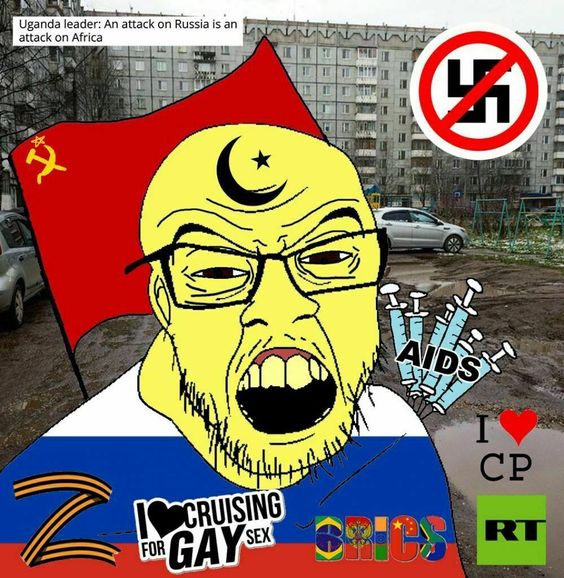 Uganda leader: An attack on Russia is an
attack on Africa
AIDS
I ❤
CP
Z
I ❤ CRUISING
FOR GAY SEX
BRICS
RT